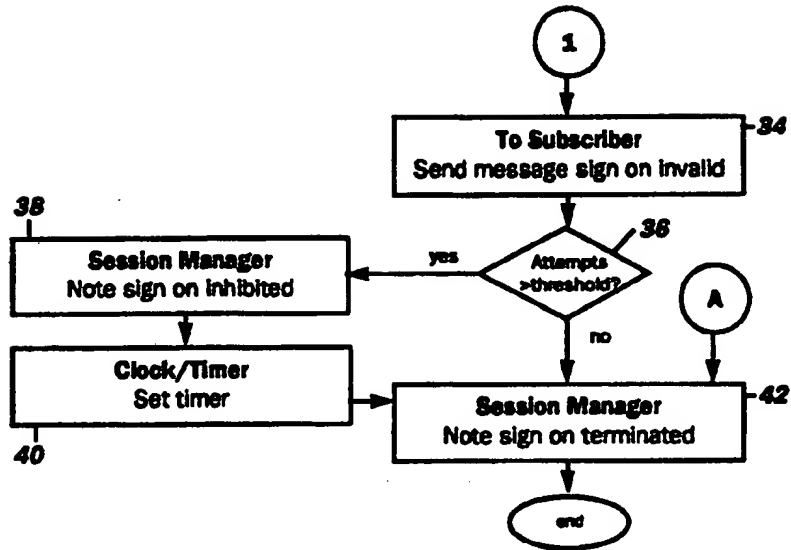 1
To Subscriber
Send message sign on invalid
34
36
Attempts
>threshold?
yes
no
38
Session Manager
Note sign on inhibited
A
Clock/Timer
Set timer
40
Session Manager
Note sign on terminated
42
end